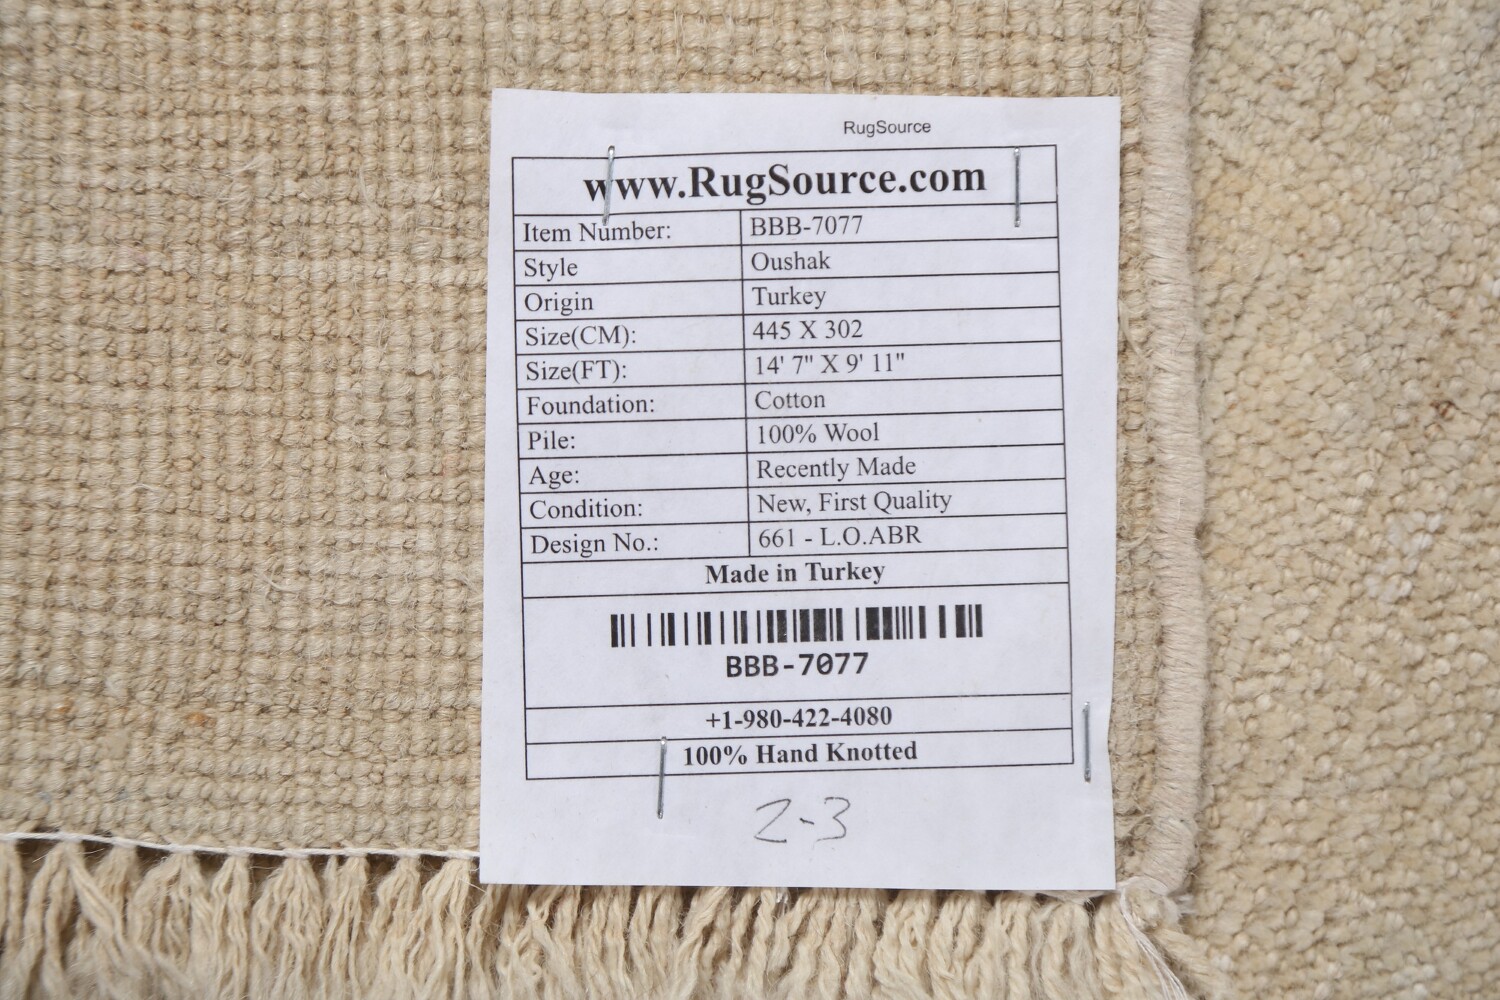 RugSource
www.RugSource.com
Item Number: BBB-7077
Style Oushak
Origin Turkey
Size(CM): 445 X 302
Size(FT): 14' 7" X 9' 11"
Foundation: Cotton
Pile: 100% Wool
Age: Recently Made
Condition: New, First Quality
Design No.: 661 - L.O.ABR
Made in Turkey
BBB-7077
+1-980-422-4080
100% Hand Knotted
2-3